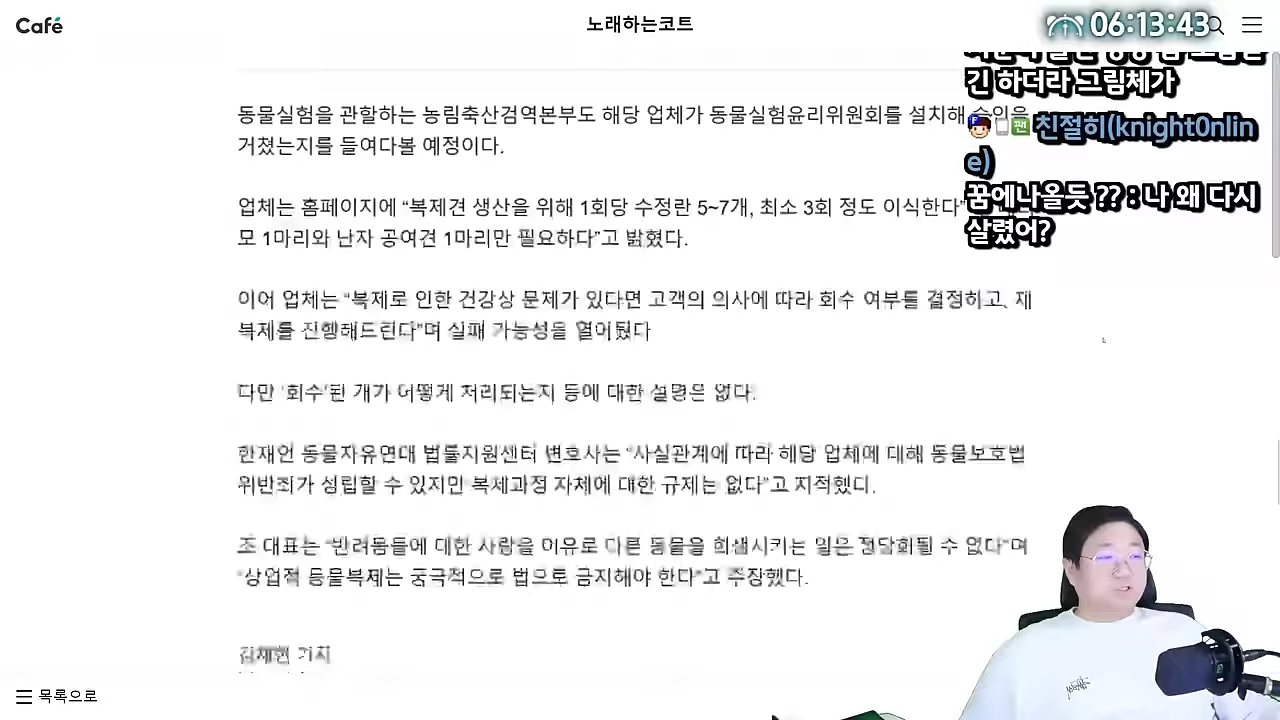 Café
노래하는코트
06:13:43
긴 하더라 그림체가
친절히(knight0nlin
e)
꿈에나올듯 ?? : 나 왜 다시
살렸어?
동물실험을 관할하는 농림축산검역본부도 해당 업체가 동물실험윤리위원회를 설치해 승인을
거쳤는지를 들여다볼 예정이다.
업체는 홈페이지에 “복제견 생산을 위해 1회당 수정란 5~7개, 최소 3회 정도 이식한다”
모 1마리와 난자 공여견 1마리만 필요하다”고 밝혔다.
이어 업체는 “복제로 인한 건강상 문제가 있다면 고객의 의사에 따라 회수 여부를 결정하고, 재
복제를 진행해드린다”며 실패 가능성을 열어뒀다
다만 ‘회수’된 개가 어떻게 처리되는지 등에 대한 설명은 없다.
한재언 동물자유연대 법률지원센터 변호사는 “사실관계에 따라 해당 업체에 대해 동물보호법
위반죄가 성립할 수 있지만 복제과정 자체에 대한 규제는 없다”고 지적했다.
조 대표는 “반려동물에 대한 사랑을 이유로 다른 동물을 희생시키는 일은 정당화될 수 없다”며
“상업적 동물복제는 궁극적으로 법으로 금지해야 한다”고 주장했다.
기자
목록으로